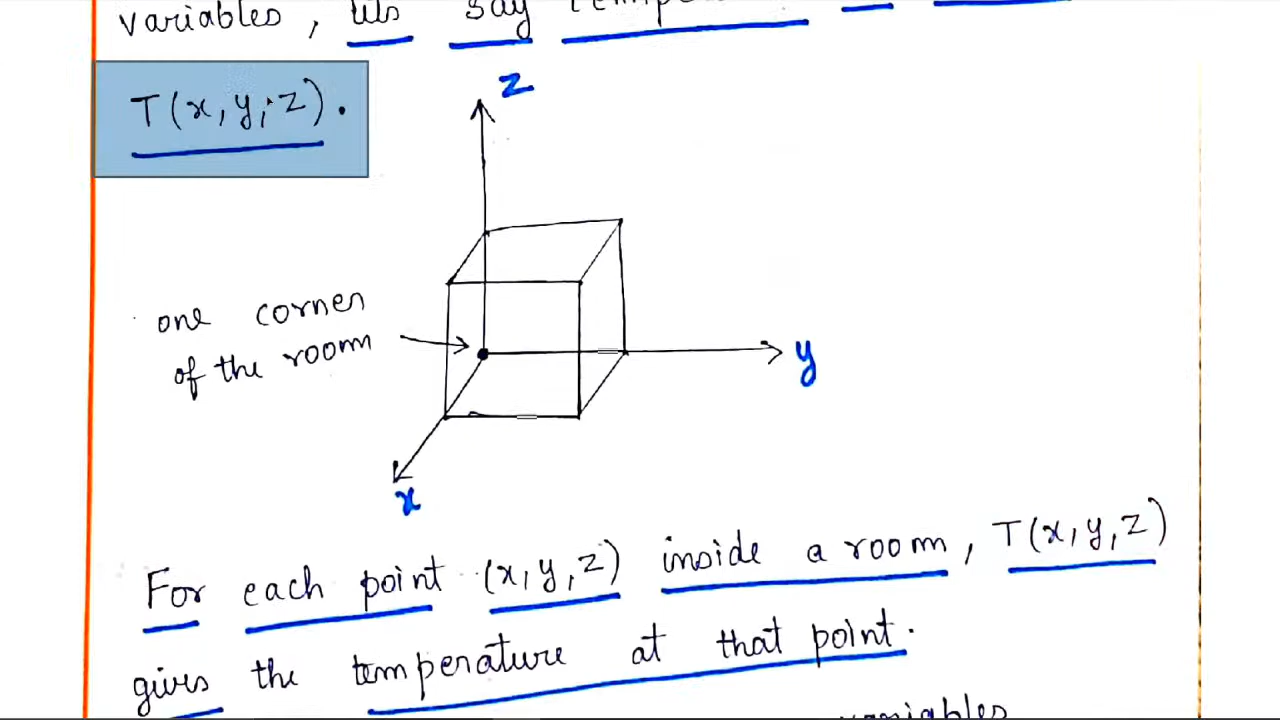 variables, lets say
T(x, y, z).
z
one corner
of the room
y
x
For each point (x, y, z) inside a room, T(x, y, z)
gives the temperature at that point.
variables